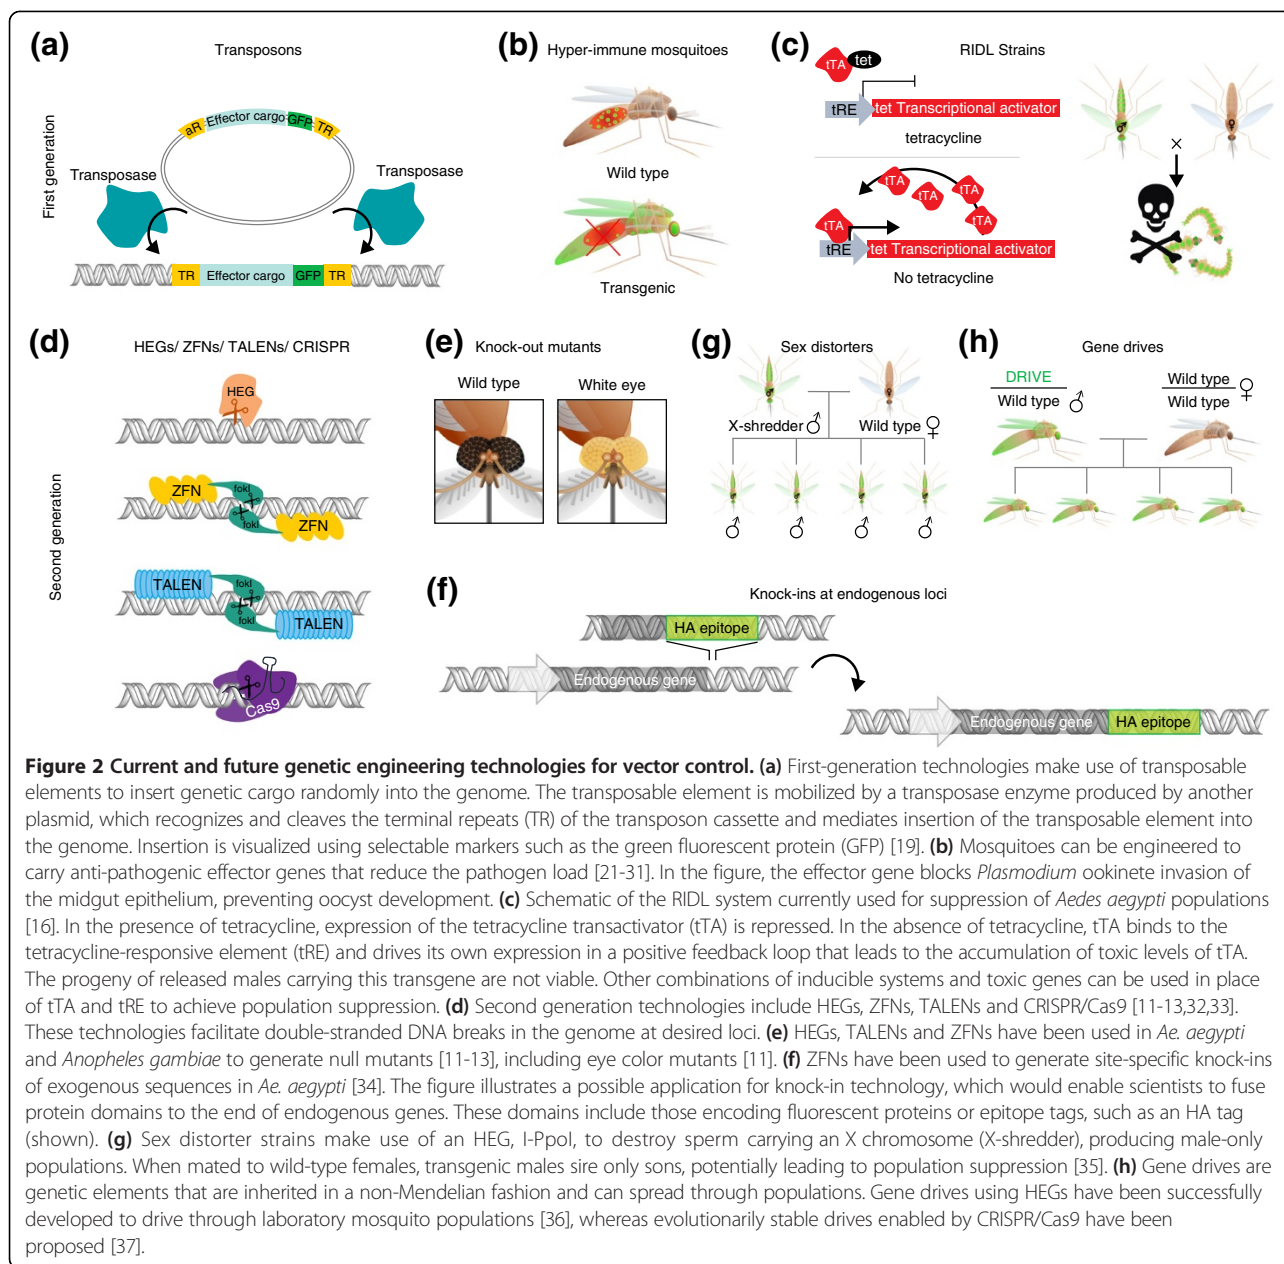 (a)
Transposons
First generation
aR Effector cargo GFP TR
Transposase
Transposase
TR Effector cargo GFP TR
(b)
Hyper-immune mosquitoes
Wild type
Transgenic
(c)
RIDL Strains
tTA tet
tRE tet Transcriptional activator
tetracycline
tTA
tTA
tTA
tTA
tTA
tRE tet Transcriptional activator
No tetracycline
×
(d)
HEGs/ ZFNs/ TALENs/ CRISPR
Second generation
HEG
ZFN fokI
fokI ZFN
TALEN fokI
fokI TALEN
Cas9
(e)
Knock-out mutants
Wild type White eye
(g)
Sex distorters
X-shredder ♂ Wild type ♀
♂ ♂ ♂ ♂
(h)
Gene drives
DRIVE
Wild type ♂
Wild type
Wild type ♀
(f)
Knock-ins at endogenous loci
HA epitope
Endogenous gene
Endogenous gene HA epitope
Figure 2 Current and future genetic engineering technologies for vector control. (a) First-generation technologies make use of transposable
elements to insert genetic cargo randomly into the genome. The transposable element is mobilized by a transposase enzyme produced by another
plasmid, which recognizes and cleaves the terminal repeats (TR) of the transposon cassette and mediates insertion of the transposable element into
the genome. Insertion is visualized using selectable markers such as the green fluorescent protein (GFP) [19]. (b) Mosquitoes can be engineered to
carry anti-pathogenic effector genes that reduce the pathogen load [21-31]. In the figure, the effector gene blocks Plasmodium ookinete invasion of
the midgut epithelium, preventing oocyst development. (c) Schematic of the RIDL system currently used for suppression of Aedes aegypti populations
[16]. In the presence of tetracycline, expression of the tetracycline transactivator (tTA) is repressed. In the absence of tetracycline, tTA binds to the
tetracycline-responsive element (tRE) and drives its own expression in a positive feedback loop that leads to the accumulation of toxic levels of tTA.
The progeny of released males carrying this transgene are not viable. Other combinations of inducible systems and toxic genes can be used in place
of tTA and tRE to achieve population suppression. (d) Second generation technologies include HEGs, ZFNs, TALENs and CRISPR/Cas9 [11-13,32,33].
These technologies facilitate double-stranded DNA breaks in the genome at desired loci. (e) HEGs, TALENs and ZFNs have been used in Ae. aegypti
and Anopheles gambiae to generate null mutants [11-13], including eye color mutants [11]. (f) ZFNs have been used to generate site-specific knock-ins
of exogenous sequences in Ae. aegypti [34]. The figure illustrates a possible application for knock-in technology, which would enable scientists to fuse
protein domains to the end of endogenous genes. These domains include those encoding fluorescent proteins or epitope tags, such as an HA tag
(shown). (g) Sex distorter strains make use of an HEG, I-PpoI, to destroy sperm carrying an X chromosome (X-shredder), producing male-only
populations. When mated to wild-type females, transgenic males sire only sons, potentially leading to population suppression [35]. (h) Gene drives are
genetic elements that are inherited in a non-Mendelian fashion and can spread through populations. Gene drives using HEGs have been successfully
developed to drive through laboratory mosquito populations [36], whereas evolutionarily stable drives enabled by CRISPR/Cas9 have been
proposed [37].